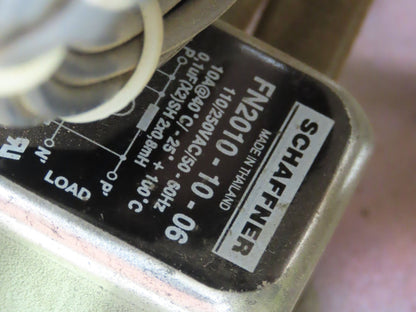 SCHAFFNER
MADE IN THAILAND
FN2010 - 10 - 06
110/250VAC/50 - 60Hz
10A@40°C/ - 25° + 100°C
0,1uF(X2)SH 2x0,8mH
P
P'
N'
LOAD